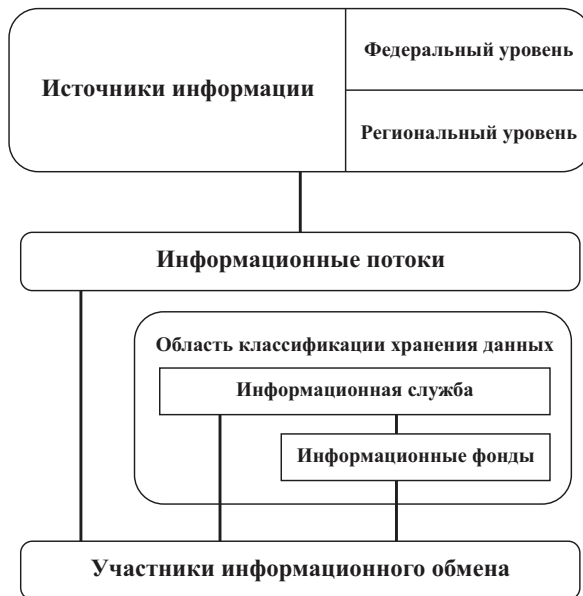 Источники информации
Федеральный уровень
Региональный уровень
Информационные потоки
Область классификации хранения данных
Информационная служба
Информационные фонды
Участники информационного обмена